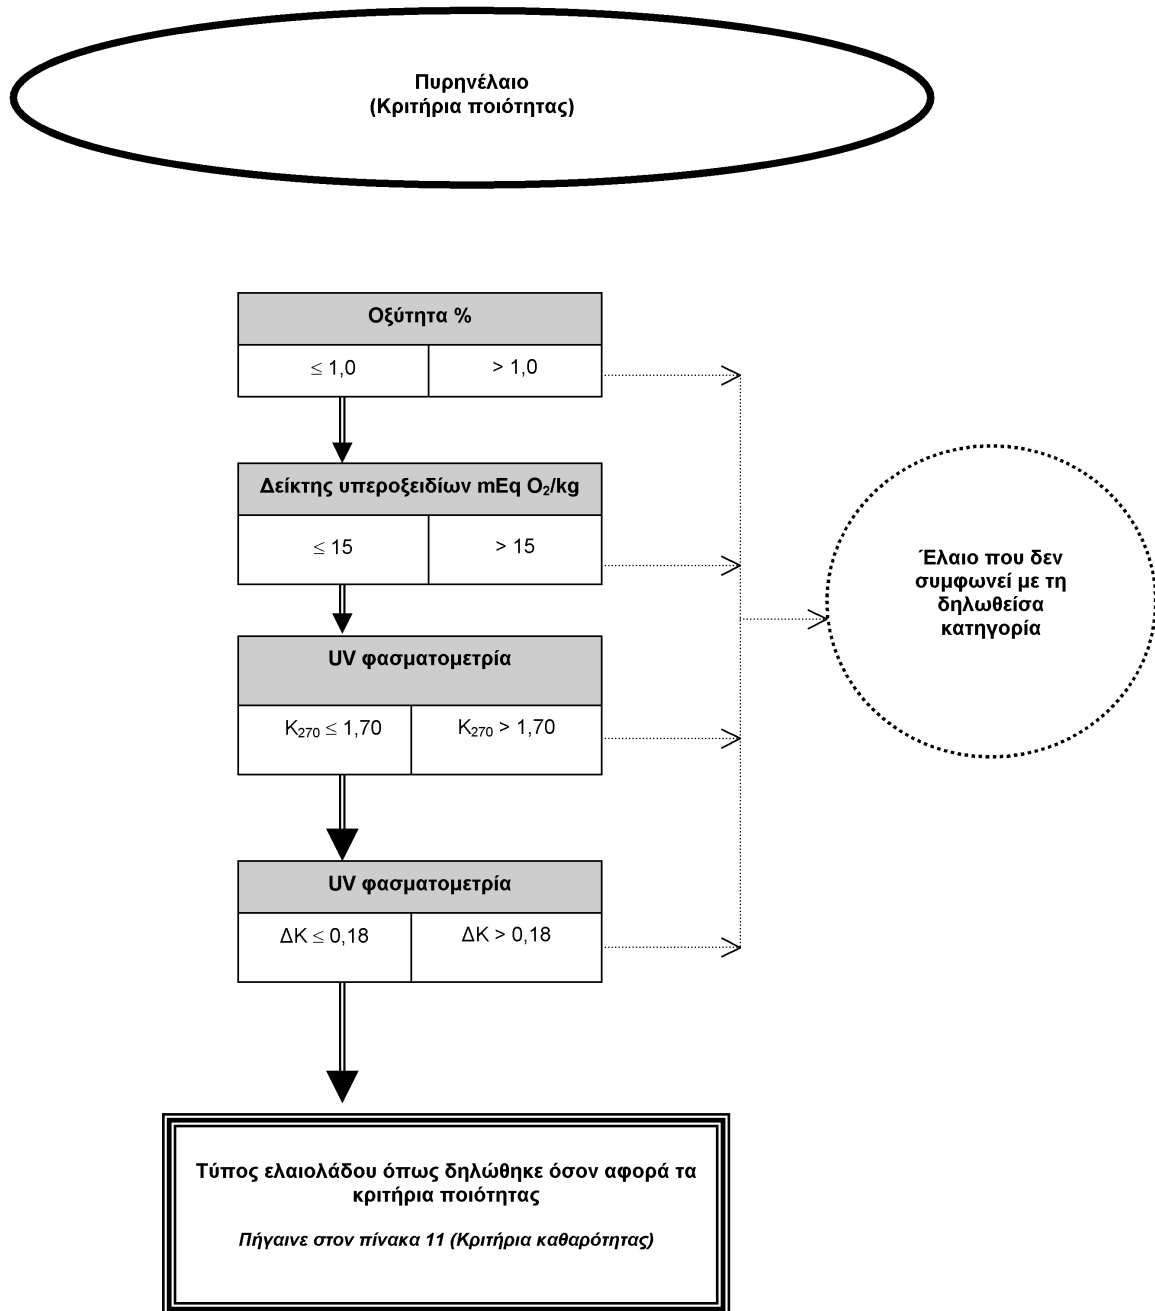 Πυρηνέλαιο
(Κριτήρια ποιότητας)
Οξύτητα %
≤ 1,0
> 1,0
Δείκτης υπεροξειδίων mEq O₂/kg
≤ 15
> 15
UV φασματομετρία
K₂₇₀ ≤ 1,70
K₂₇₀ > 1,70
UV φασματομετρία
ΔK ≤ 0,18
ΔK > 0,18
Έλαιο που δεν
συμφωνεί με τη
δηλωθείσα
κατηγορία
Τύπος ελαιολάδου όπως δηλώθηκε όσον αφορά τα
κριτήρια ποιότητας
Πήγαινε στον πίνακα 11 (Κριτήρια καθαρότητας)